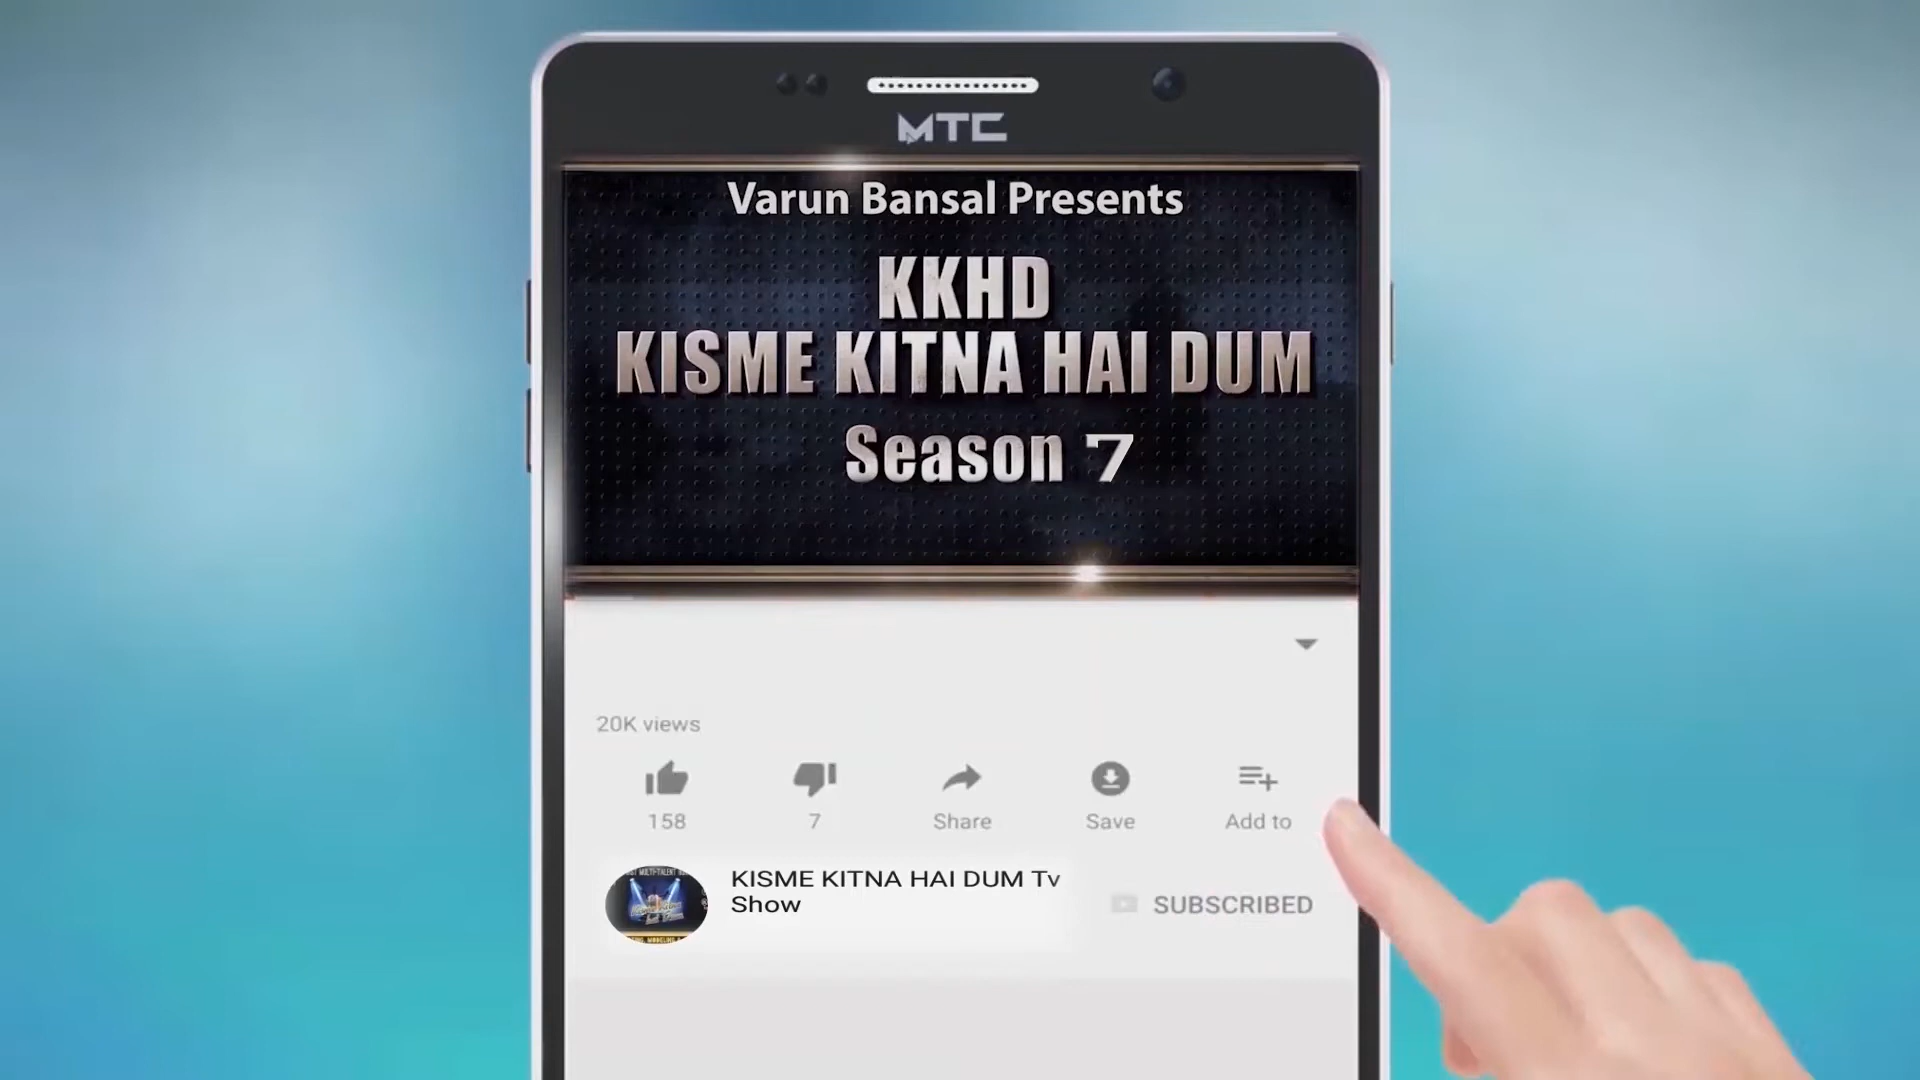 MTC
Varun Bansal Presents
KKHD
KISME KITNA HAI DUM
Season 7
20K views
158
7
Share
Save
Add to
KISME KITNA HAI DUM Tv
Show
SUBSCRIBED